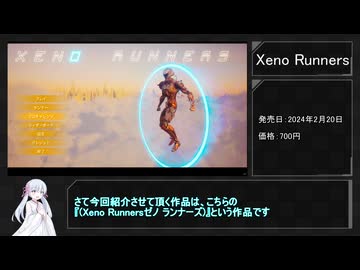 XENO RUNNERS
Xeno Runners
発売日:2024年2月20日
価格:700円
さて今回紹介させて頂く作品は、こちらの
『(Xeno Runnersゼノ ランナーズ)』という作品です